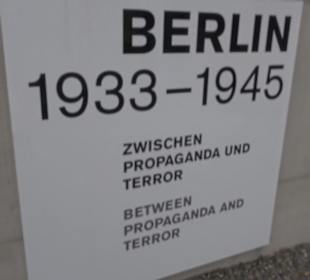 BERLIN
1933–1945
ZWISCHEN
PROPAGANDA UND
TERROR
BETWEEN
PROPAGANDA AND
TERROR